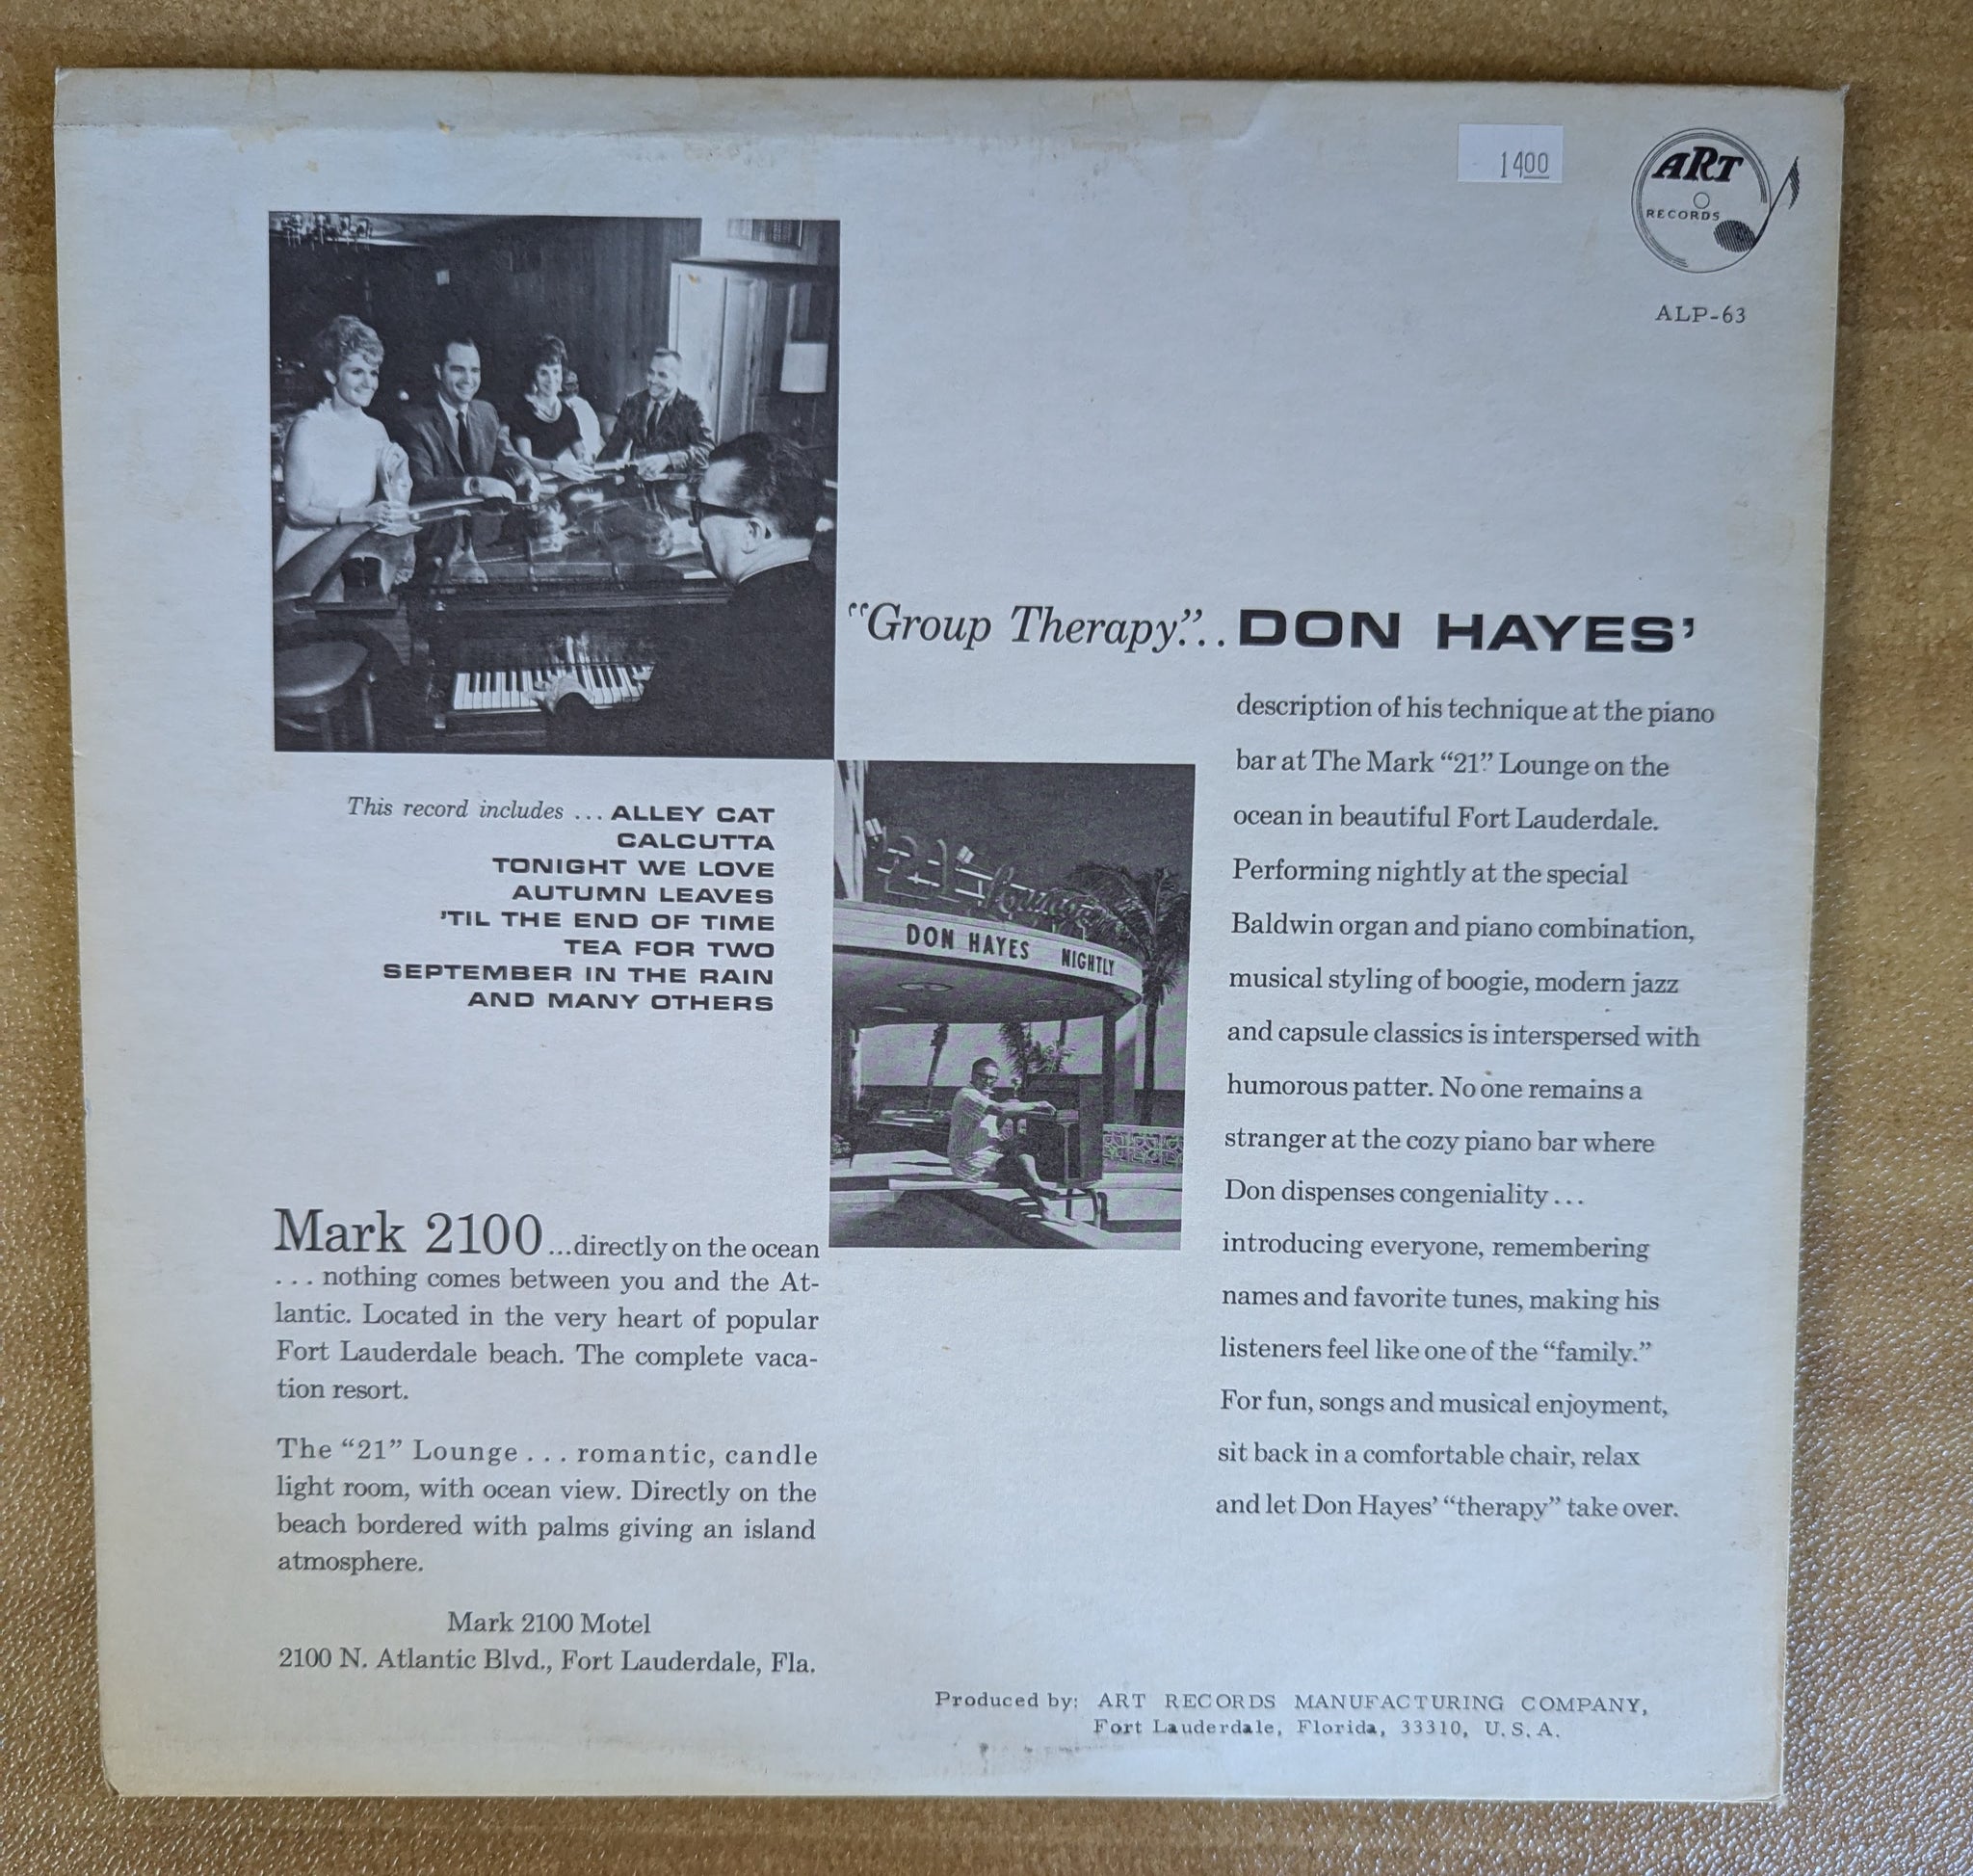 1400
ART
RECORDS
ALP-63
"Group Therapy"... DON HAYES'
description of his technique at the piano
bar at The Mark "21" Lounge on the
ocean in beautiful Fort Lauderdale.
Performing nightly at the special
Baldwin organ and piano combination,
musical styling of boogie, modern jazz
and capsule classics is interspersed with
humorous patter. No one remains a
stranger at the cozy piano bar where
Don dispenses congeniality...
introducing everyone, remembering
names and favorite tunes, making his
listeners feel like one of the "family."
For fun, songs and musical enjoyment,
sit back in a comfortable chair, relax
and let Don Hayes' "therapy" take over.
This record includes ... ALLEY CAT
CALCUTTA
TONIGHT WE LOVE
AUTUMN LEAVES
'TIL THE END OF TIME
TEA FOR TWO
SEPTEMBER IN THE RAIN
AND MANY OTHERS
"21" Lounge
DON HAYES NIGHTLY
Mark 2100 ...directly on the ocean
... nothing comes between you and the At-
lantic. Located in the very heart of popular
Fort Lauderdale beach. The complete vaca-
tion resort.
The "21" Lounge ... romantic, candle
light room, with ocean view. Directly on the
beach bordered with palms giving an island
atmosphere.
Mark 2100 Motel
2100 N. Atlantic Blvd., Fort Lauderdale, Fla.
Produced by: ART RECORDS MANUFACTURING COMPANY,
Fort Lauderdale, Florida, 33310, U.S.A.